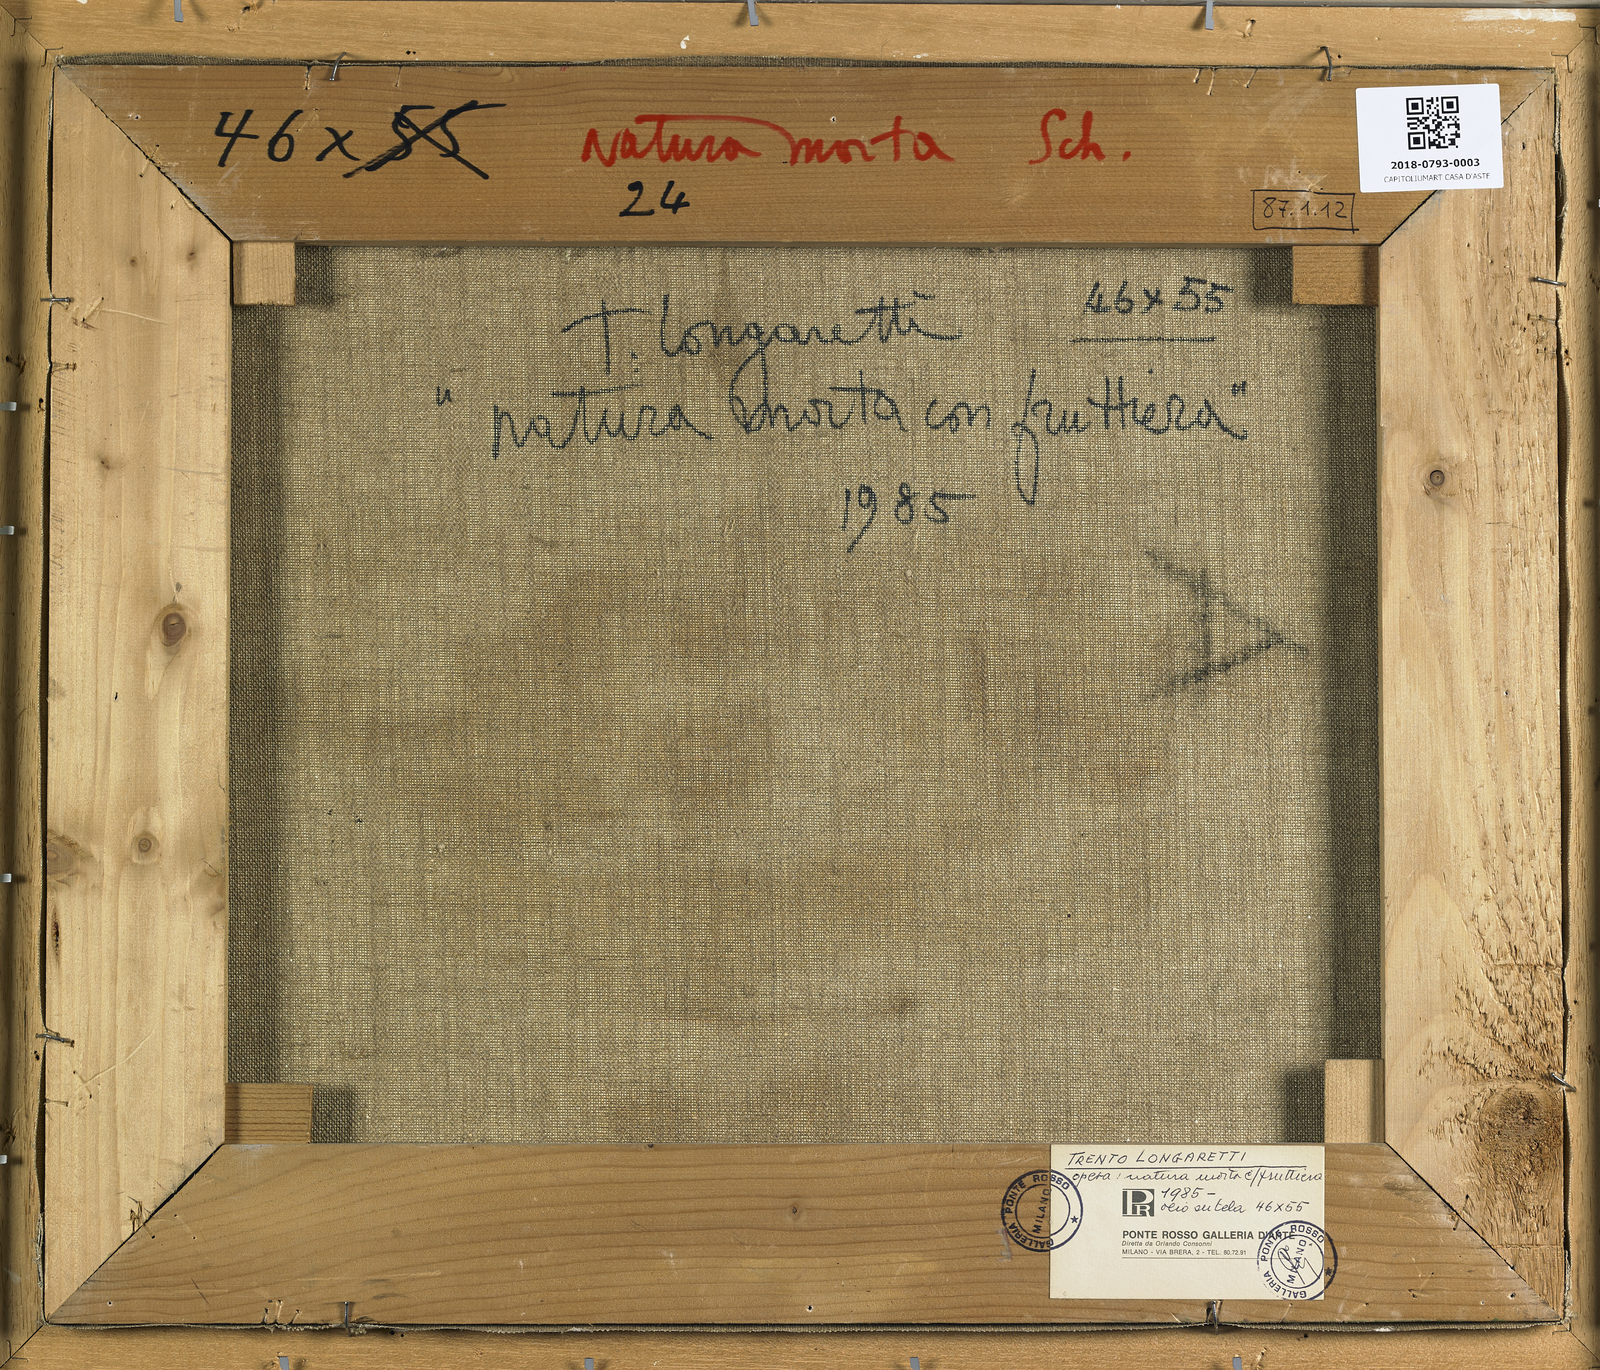 46x55 Natura morta Sch.
24
2018-0793-0003
CAPITOLIUMART CASA D'ASTE
87.1.12
T. Longaretti 46x55
"natura morta con fruttiera"
1985
TRENTO LONGARETTI
opera: natura morta c/fruttiera
PR 1985 -
olio su tela 46x55
PONTE ROSSO GALLERIA D'ARTE
Diretta da Orlando Consonni
MILANO - VIA BRERA, 2 - TEL. 80.72.91
GALLERIA PONTE ROSSO
MILANO
GALLERIA PONTE ROSSO
MILANO